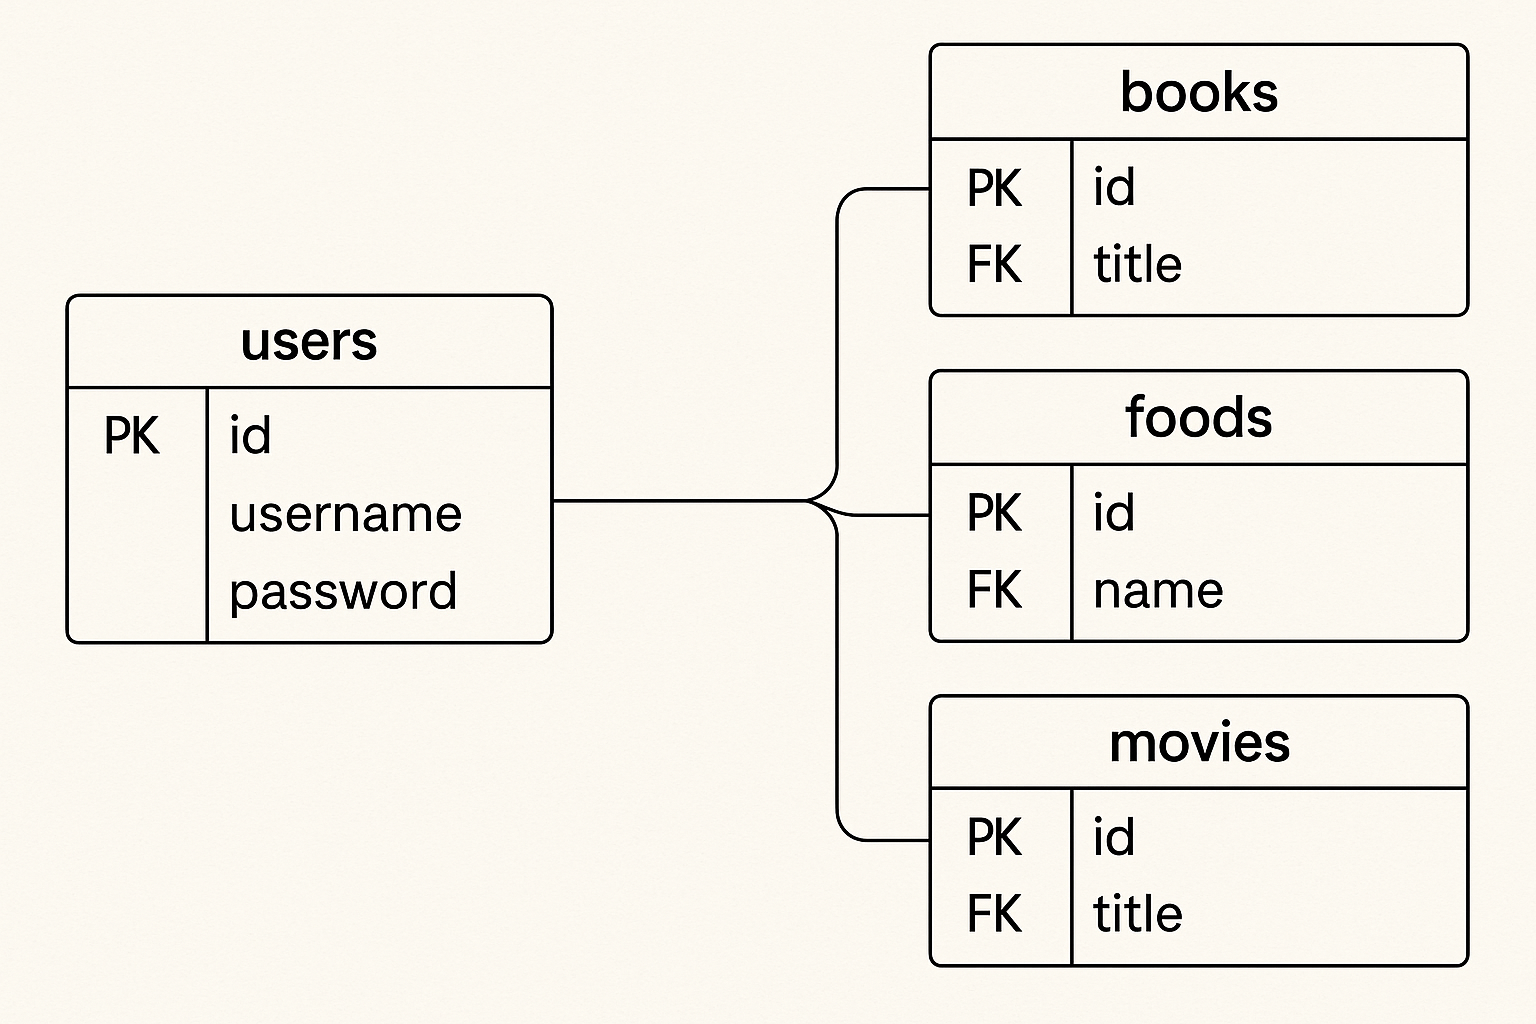 users
PK id
username
password
books
PK id
FK title
foods
PK id
FK name
movies
PK id
FK title